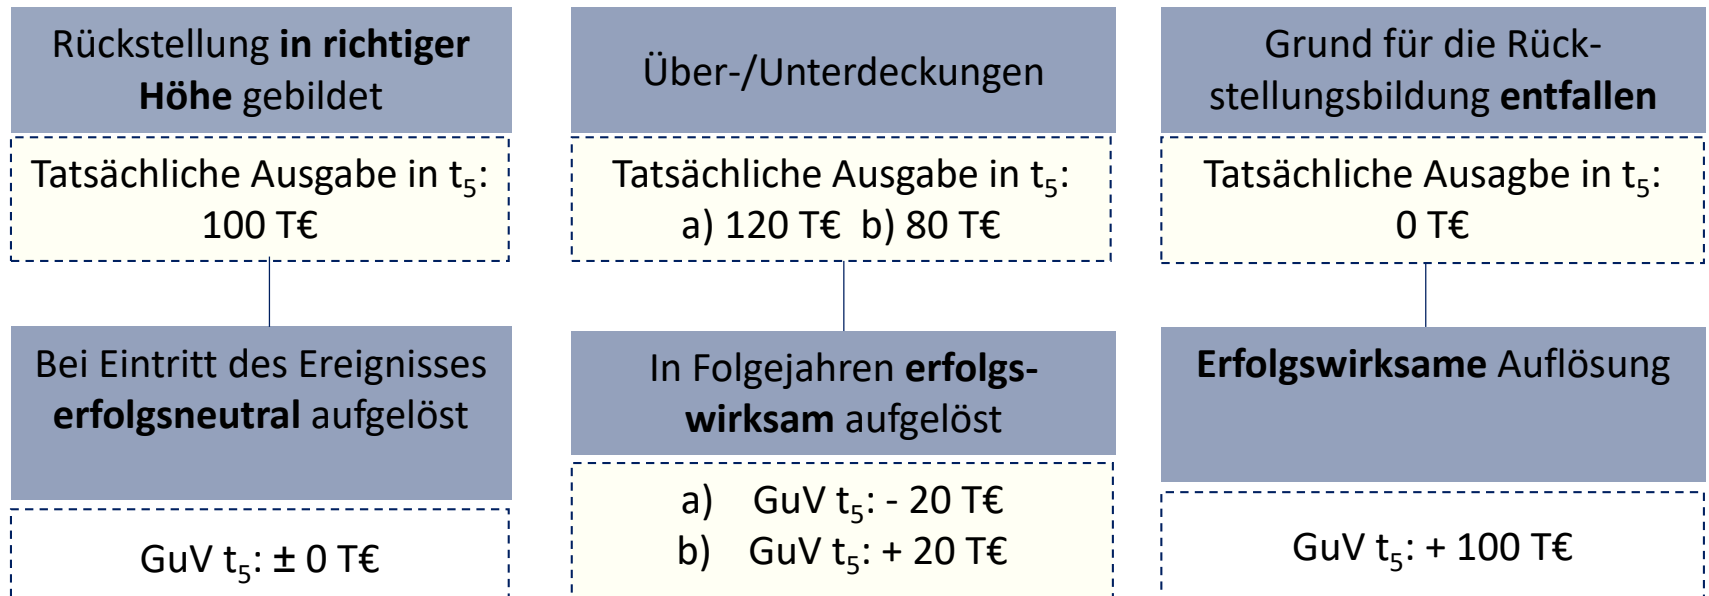 Rückstellung in richtiger
Höhe gebildet
Tatsächliche Ausgabe in t₅:
100 T€
Bei Eintritt des Ereignisses
erfolgsneutral aufgelöst
GuV t₅: ± 0 T€
Über-/Unterdeckungen
Tatsächliche Ausgabe in t₅:
a) 120 T€ b) 80 T€
In Folgejahren erfolgs-
wirksam aufgelöst
a) GuV t₅: - 20 T€
b) GuV t₅: + 20 T€
Grund für die Rück-
stellungsbildung entfallen
Tatsächliche Ausagbe in t₅:
0 T€
Erfolgswirksame Auflösung
GuV t₅: + 100 T€